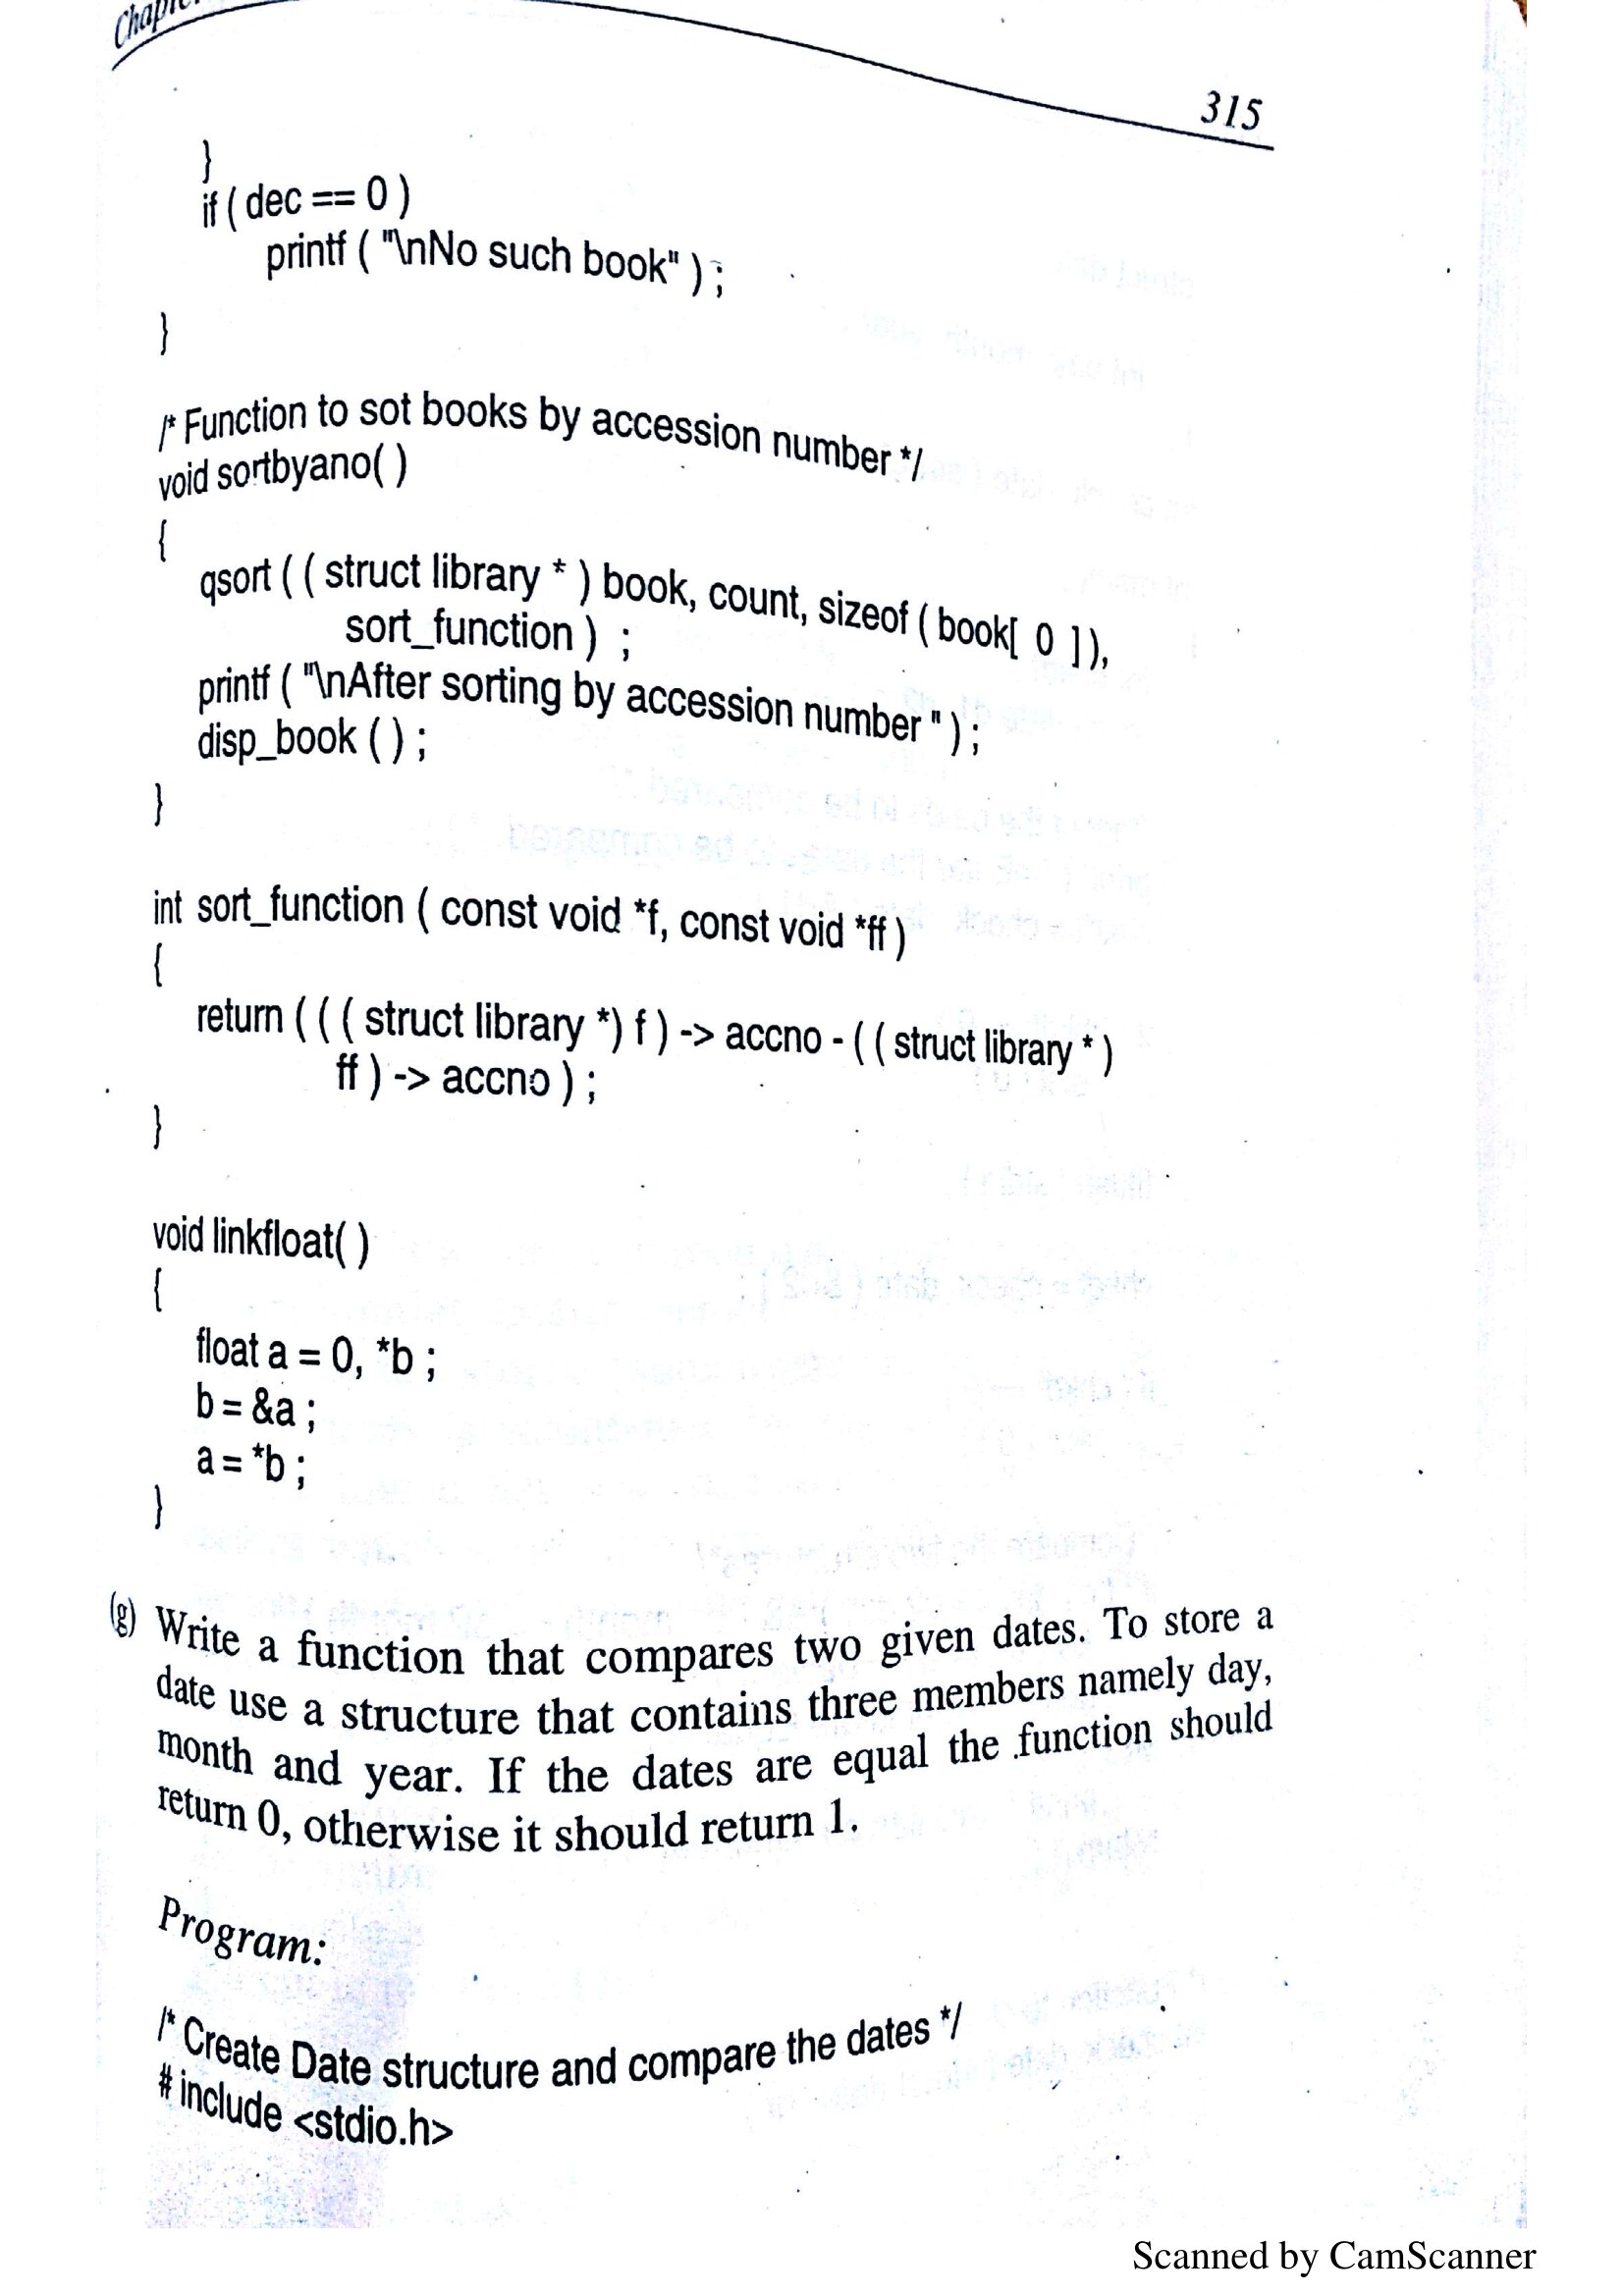 315
}
if ( dec == 0 )
printf ( "\nNo such book" ) ;
}
/* Function to sot books by accession number */
void sortbyano( )
{
qsort ( ( struct library * ) book, count, sizeof ( book[ 0 ] ),
sort_function ) ;
printf ( "\nAfter sorting by accession number " ) ;
disp_book ( ) ;
}
int sort_function ( const void *f, const void *ff )
{
return ( ( ( struct library *) f ) -> accno - ( ( struct library * )
ff ) -> accno ) ;
}
void linkfloat( )
{
float a = 0, *b ;
b = &a ;
a = *b ;
}
(g) Write a function that compares two given dates. To store a
date use a structure that contains three members namely day,
month and year. If the dates are equal the function should
return 0, otherwise it should return 1.
Program:
/* Create Date structure and compare the dates */
# include <stdio.h>
Scanned by CamScanner